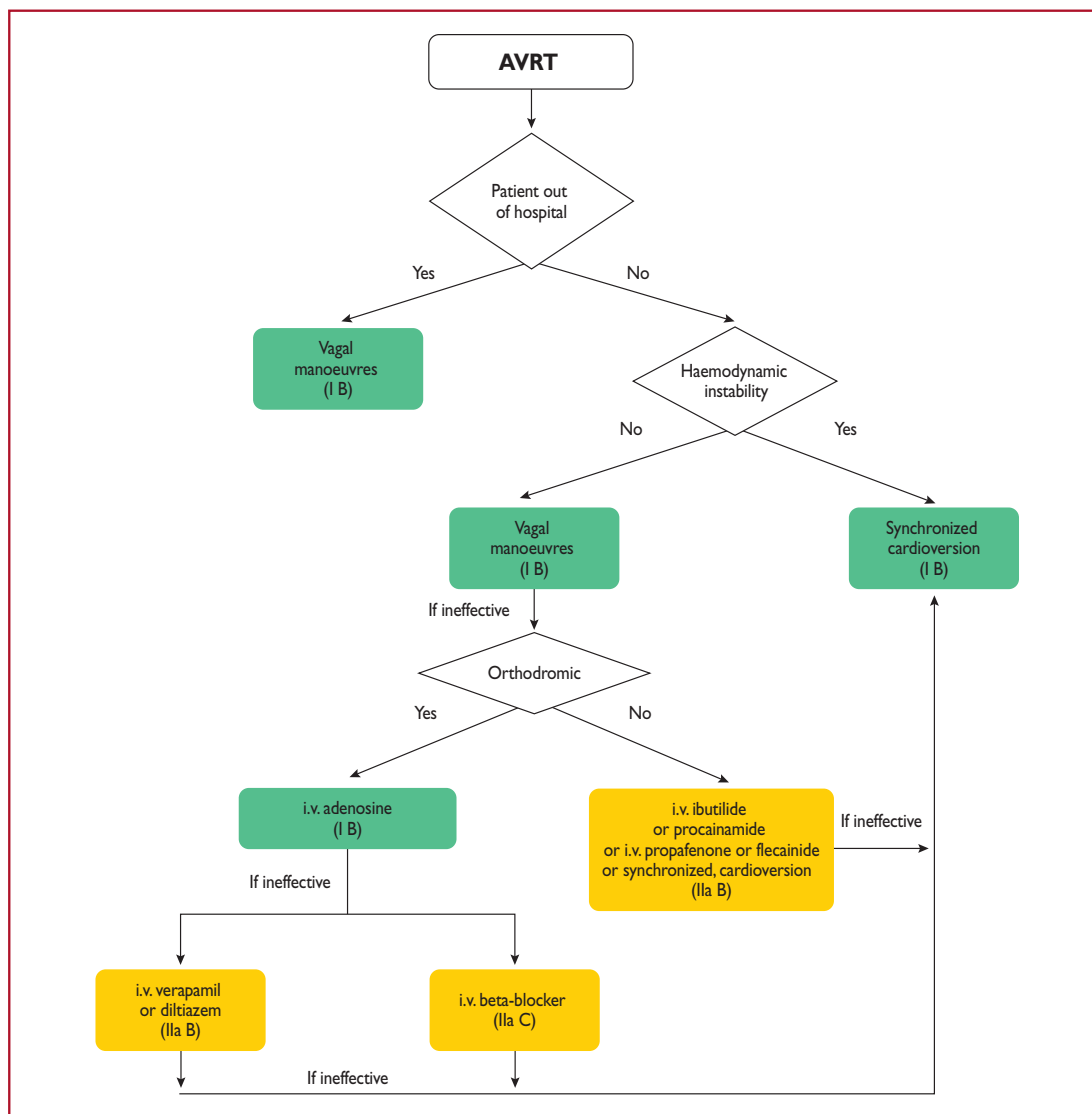 AVRT
Patient out
of hospital
Yes
No
Vagal
manoeuvres
(I B)
Haemodynamic
instability
No
Yes
Vagal
manoeuvres
(I B)
Synchronized
cardioversion
(I B)
If ineffective
Orthodromic
Yes
No
i.v. adenosine
(I B)
i.v. ibutilide
or procainamide
or i.v. propafenone or flecainide
or synchronized, cardioversion
(IIa B)
If ineffective
If ineffective
i.v. verapamil
or diltiazem
(IIa B)
i.v. beta-blocker
(IIa C)
If ineffective